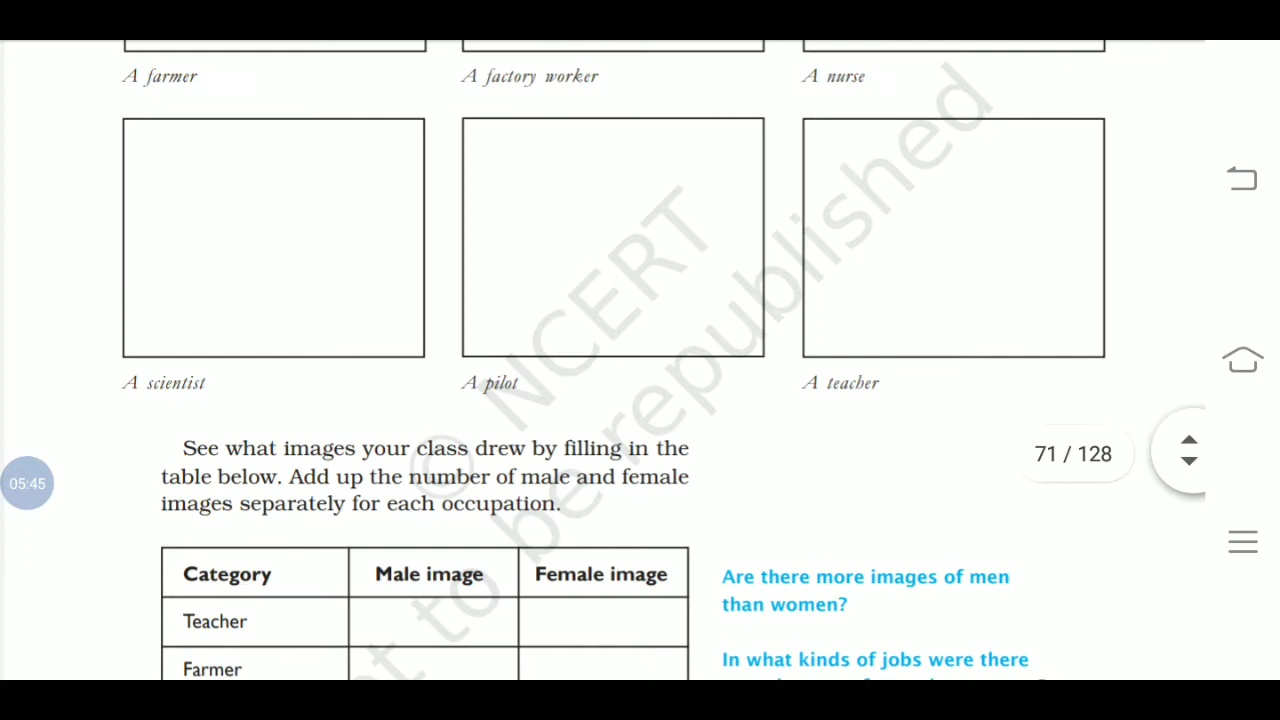 A farmer
A factory worker
A nurse
A scientist
A pilot
A teacher
© NCERT
not to be republished
See what images your class drew by filling in the
table below. Add up the number of male and female
images separately for each occupation.
71 / 128
05:45
Category Male image Female image
Teacher
Farmer
Are there more images of men
than women?
In what kinds of jobs were there